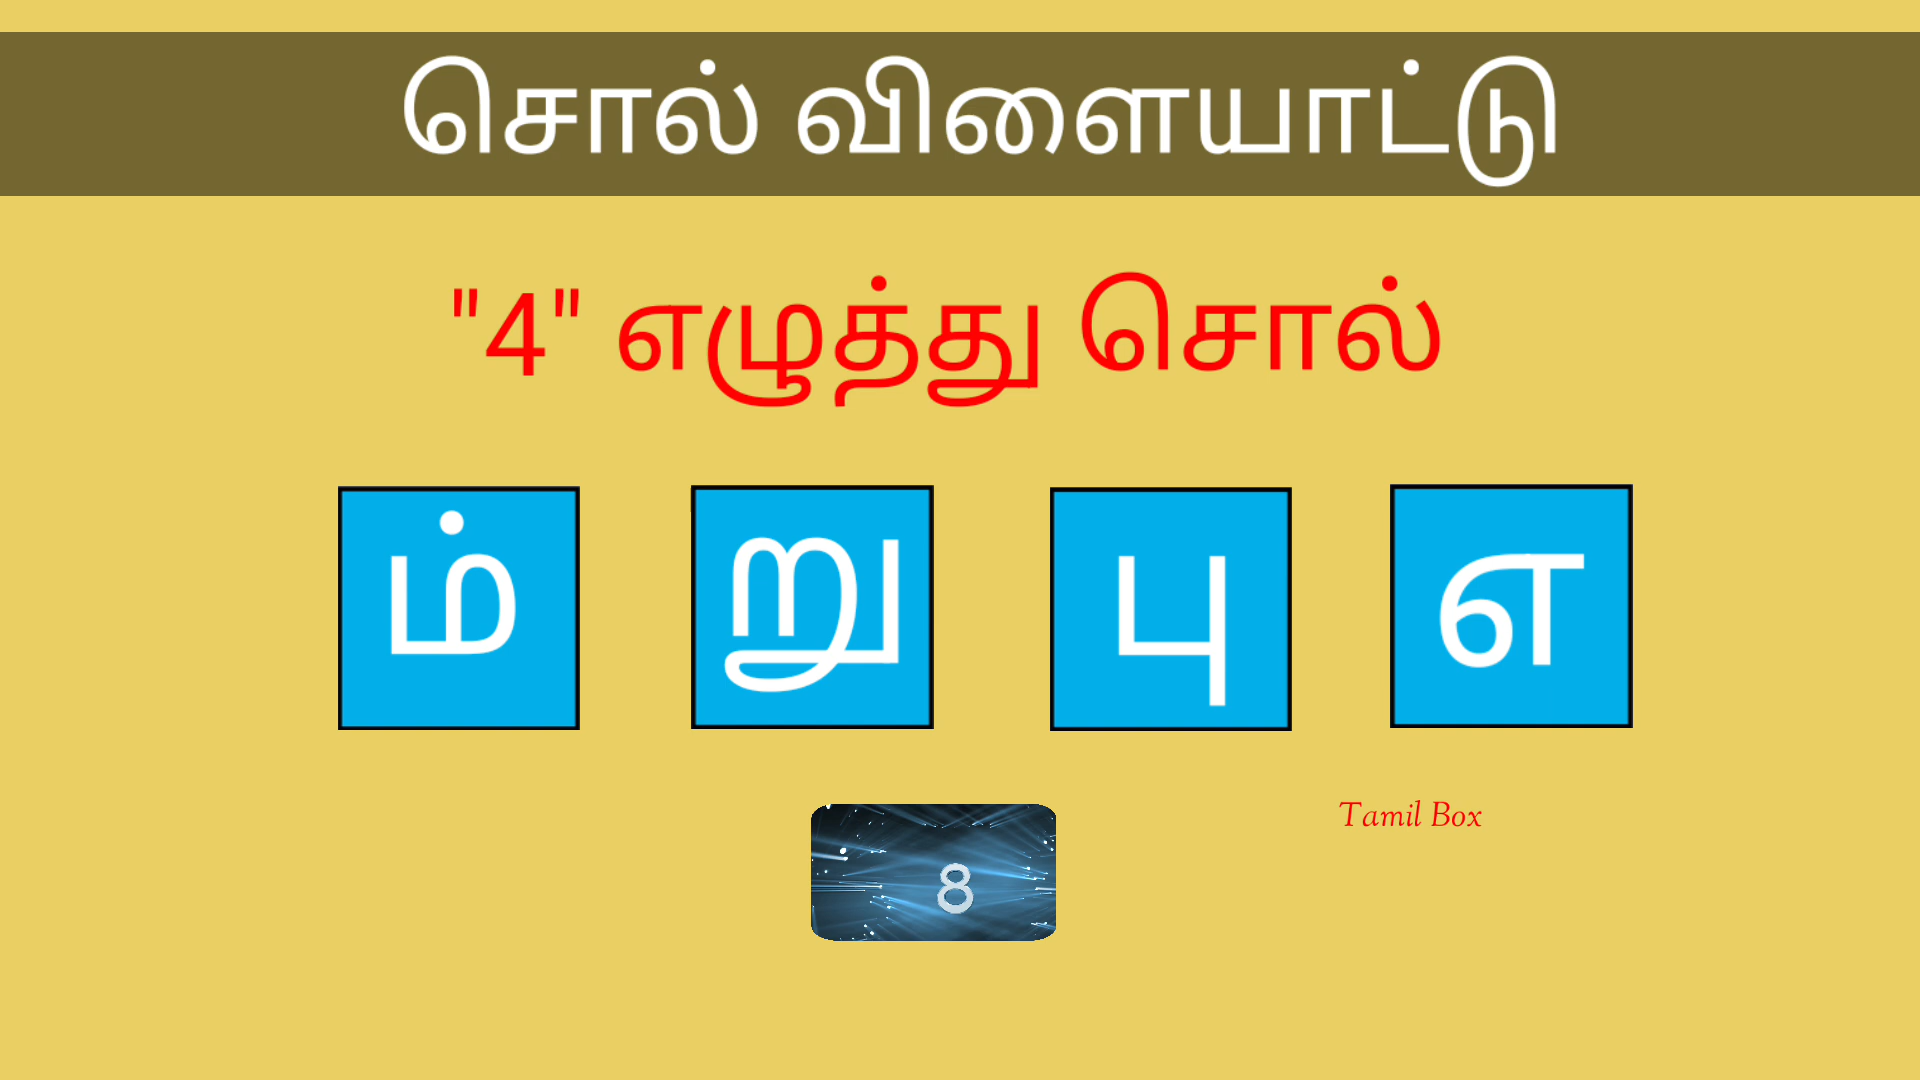 சொல் விளையாட்டு
"4" எழுத்து சொல்
ம் று பு எ
Tamil Box
8